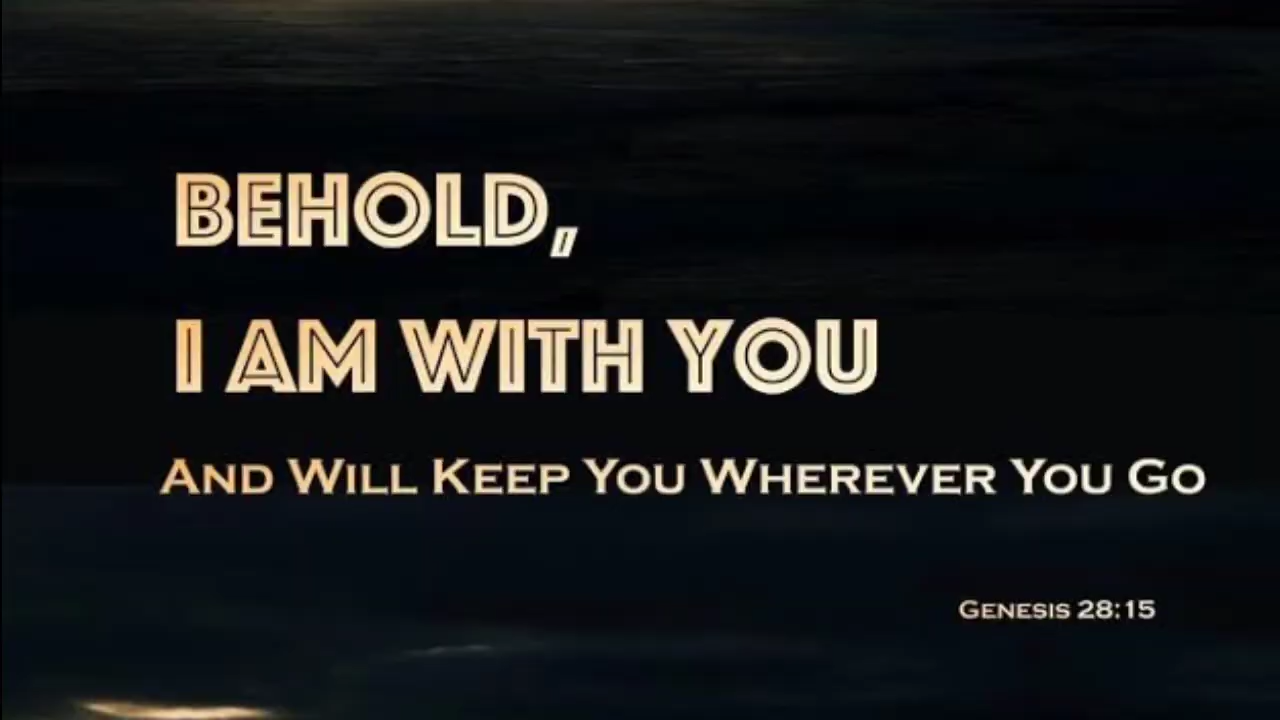 BEHOLD,
I AM WITH YOU
AND WILL KEEP YOU WHEREVER YOU GO
GENESIS 28:15